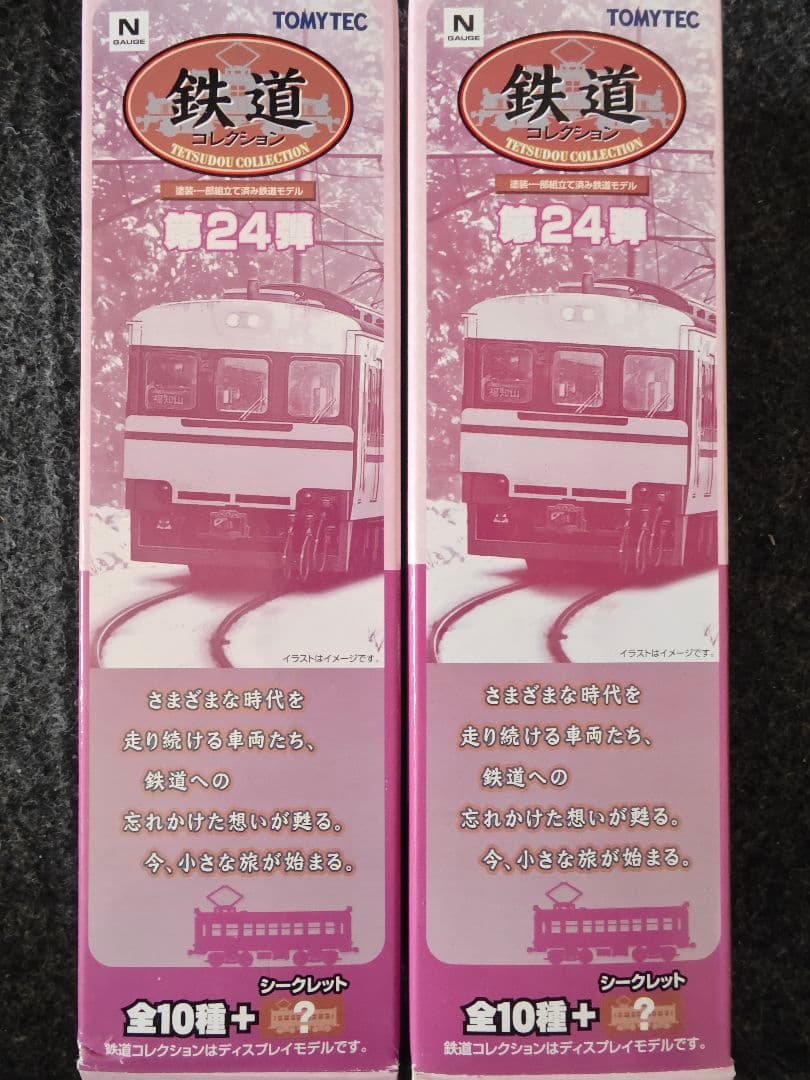 N
GAUGE
TOMYTEC
鉄道
コレクション
TETSUDOU COLLECTION
塗装・一部組立て済み鉄道モデル
第24弾
福知山
イラストはイメージです。
さまざまな時代を
走り続ける車両たち、
鉄道への
忘れかけた想いが甦る。
今、小さな旅が始まる。
シークレット
全10種+ ?
鉄道コレクションはディスプレイモデルです。
N
GAUGE
TOMYTEC
鉄道
コレクション
TETSUDOU COLLECTION
塗装・一部組立て済み鉄道モデル
第24弾
福知山
イラストはイメージです。
さまざまな時代を
走り続ける車両たち、
鉄道への
忘れかけた想いが甦る。
今、小さな旅が始まる。
シークレット
全10種+ ?
鉄道コレクションはディスプレイモデルです。